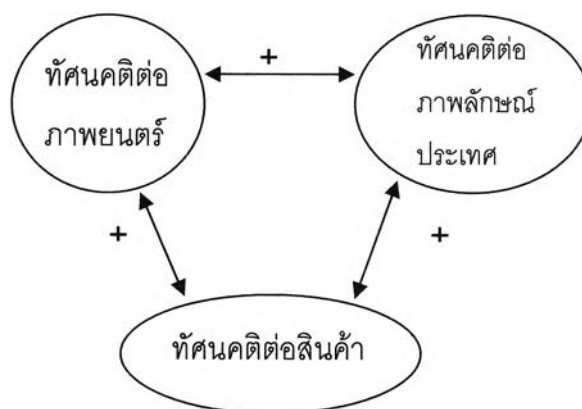 ทัศนคติต่อ
ภาพยนตร์
+
ทัศนคติต่อ
ภาพลักษณ์
ประเทศ
+
+
ทัศนคติต่อสินค้า